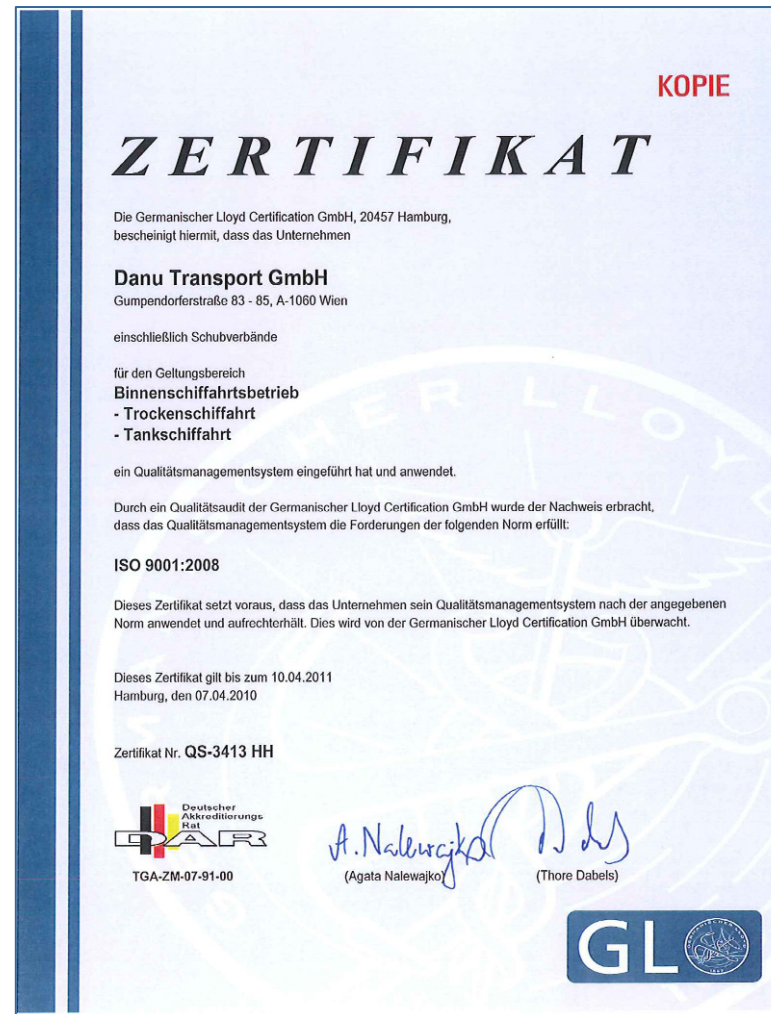 KOPIE
ZERTIFIKAT
Die Germanischer Lloyd Certification GmbH, 20457 Hamburg,
bescheinigt hiermit, dass das Unternehmen
Danu Transport GmbH
Gumpendorferstraße 83 - 85, A-1060 Wien
einschließlich Schubverbände
für den Geltungsbereich
Binnenschiffahrtsbetrieb
- Trockenschiffahrt
- Tankschiffahrt
ein Qualitätsmanagementsystem eingeführt hat und anwendet.
Durch ein Qualitätsaudit der Germanischer Lloyd Certification GmbH wurde der Nachweis erbracht,
dass das Qualitätsmanagementsystem die Forderungen der folgenden Norm erfüllt:
ISO 9001:2008
Dieses Zertifikat setzt voraus, dass das Unternehmen sein Qualitätsmanagementsystem nach der angegebenen
Norm anwendet und aufrechterhält. Dies wird von der Germanischer Lloyd Certification GmbH überwacht.
Dieses Zertifikat gilt bis zum 10.04.2011
Hamburg, den 07.04.2010
Zertifikat Nr. QS-3413 HH
Deutscher
Akkreditierungs
Rat
DAR
TGA-ZM-07-91-00
A. Nalewajko
(Agata Nalewajko)
(Thore Dabels)
GL
GERMANISCHER LLOYD